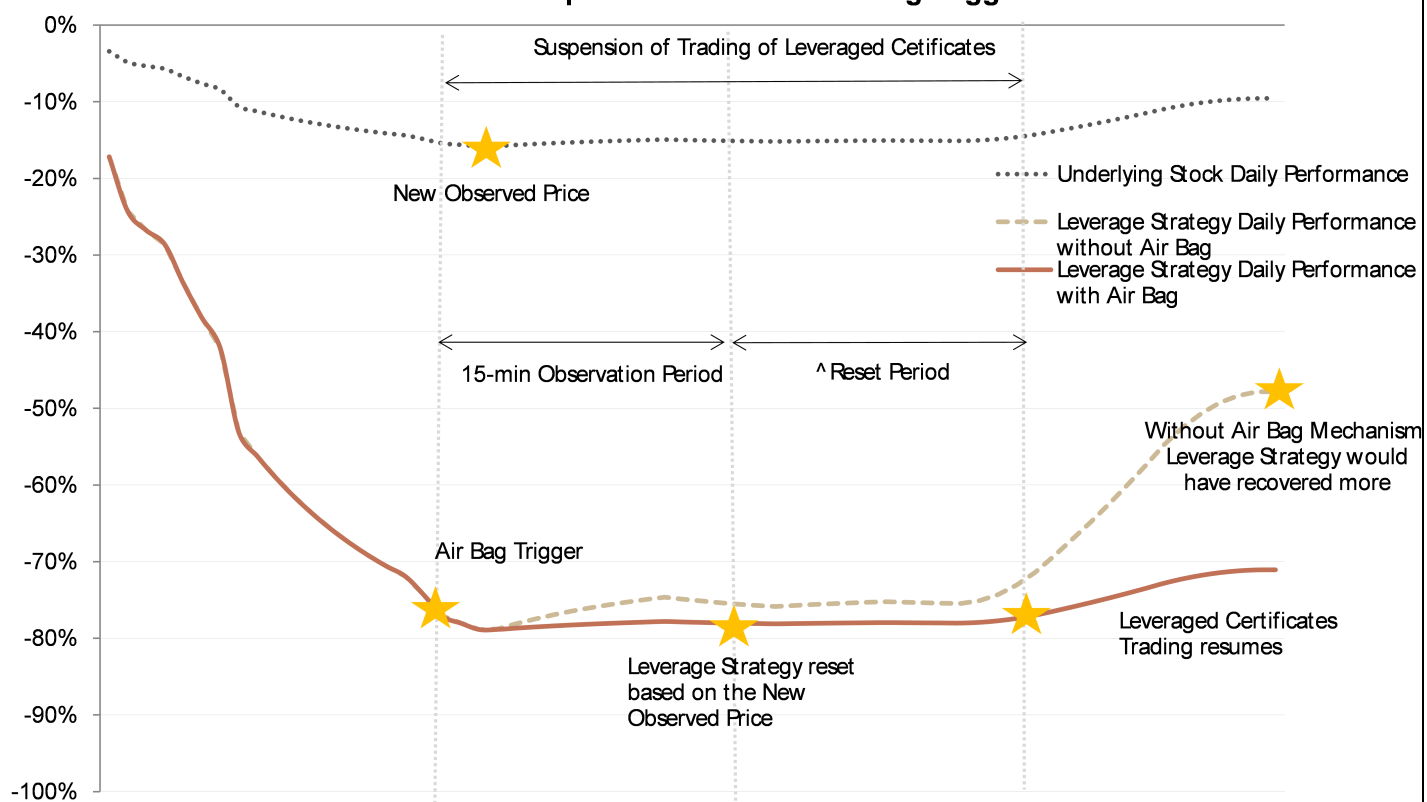 0%
Suspension of Trading of Leveraged Cetificates
-10%
-20%
New Observed Price
Underlying Stock Daily Performance
Leverage Strategy Daily Performance
without Air Bag
Leverage Strategy Daily Performance
with Air Bag
-30%
-40%
15-min Observation Period
^ Reset Period
-50%
Without Air Bag Mechanism
Leverage Strategy would
have recovered more
-60%
-70%
Air Bag Trigger
-80%
Leveraged Certificates
Trading resumes
Leverage Strategy reset
based on the New
Observed Price
-90%
-100%